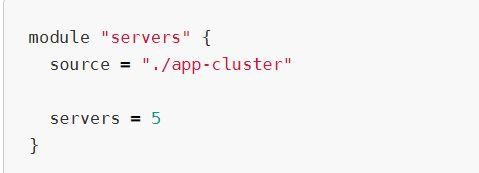 module "servers" {
  source = "./app-cluster"

  servers = 5
}